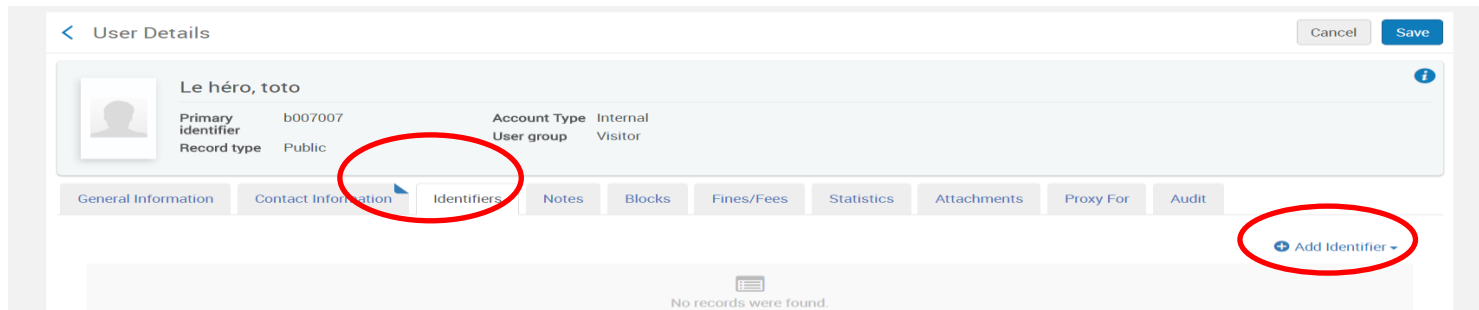 User Details Cancel Save
Le héro, toto
Primary identifier b007007 Account Type Internal
User group Visitor
Record type Public
General Information Contact Information Identifiers Notes Blocks Fines/Fees Statistics Attachments Proxy For Audit
Add Identifier
No records were found.